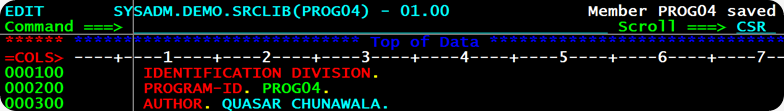 EDIT SYSADM.DEMO.SRCLIB(PROG04) - 01.00 Member PROG04 saved
Command ===> Scroll ===> CSR
****** *************************** Top of Data ******************************
=COLS> ----+----1----+----2----+----3----+----4----+----5----+----6----+----7-
000100 IDENTIFICATION DIVISION.
000200 PROGRAM-ID. PROG04.
000300 AUTHOR. QUASAR CHUNAWALA.